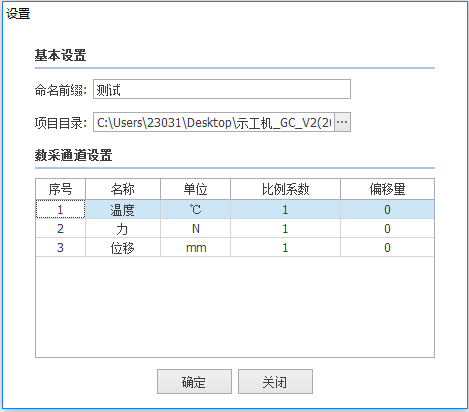 设置
基本设置
命名前缀: 测试
项目目录: C:\Users\23031\Desktop\示工机_GC_V2(20 ...
数采通道设置
序号 名称 单位 比例系数 偏移量
1 温度 ℃ 1 0
2 力 N 1 0
3 位移 mm 1 0
确定 关闭